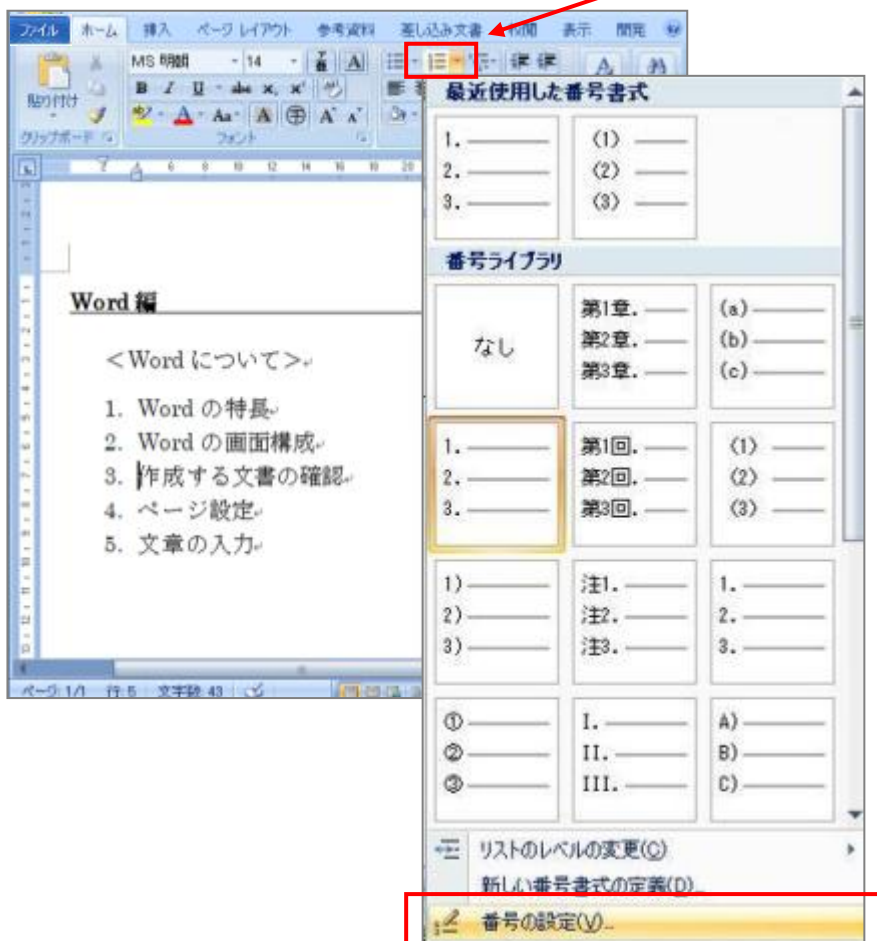 ファイル ホーム 挿入 ページ レイアウト 参考資料 差し込み文書 表示 開発
貼り付け
MS 明朝 14
B I U abc x, x'
Aa A A A
クリップボード フォント
6 8 10 12 14 16 18 20
Word 編
<Word について>
1. Word の特長
2. Word の画面構成
3. 作成する文書の確認
4. ページ設定
5. 文章の入力
ページ: 1/1 行: 5 文字数: 43
最近使用した番号書式
1. (1)
2. (2)
3. (3)
番号ライブラリ
なし
第1章. (a)
第2章. (b)
第3章. (c)
1. 第1回. (1)
2. 第2回. (2)
3. 第3回. (3)
1) 注1. 1.
2) 注2. 2.
3) 注3. 3.
① I. A)
② II. B)
③ III. C)
リストのレベルの変更(C)
新しい番号書式の定義(D)...
番号の設定(V)...